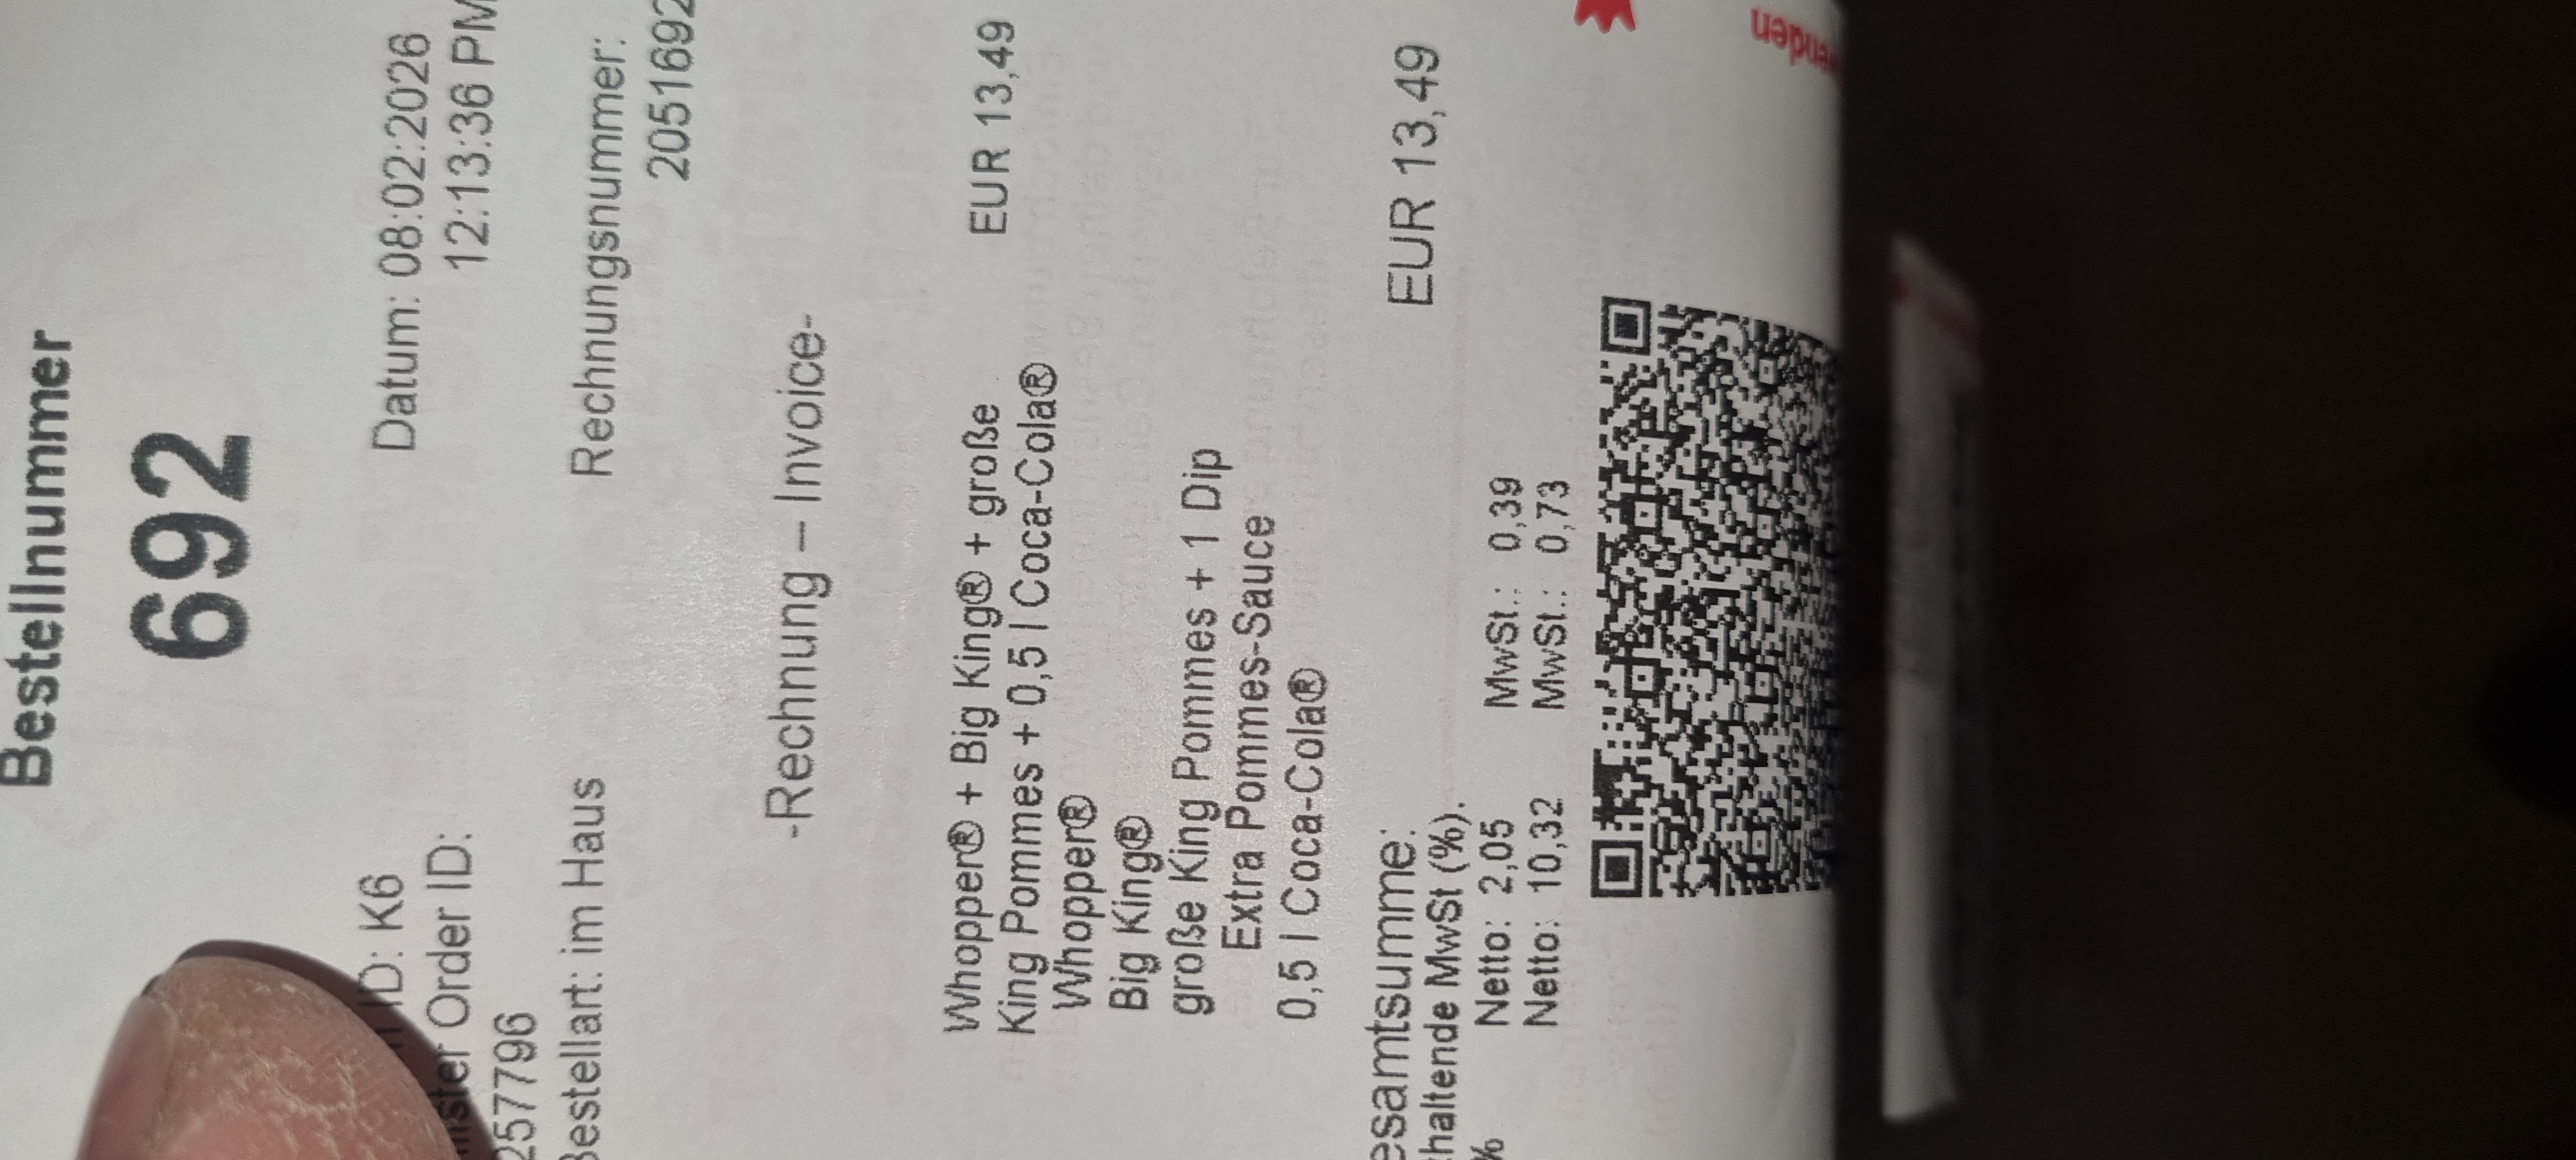 Bestellnummer
692
ID: K6
Datum: 08:02:2026
Order ID:
12:13:36 PM
257796
Bestellart: im Haus
Rechnungsnummer:
2051692
-Rechnung – Invoice-
Whopper® + Big King® + große
EUR 13,49
King Pommes + 0,5 l Coca-Cola®
Whopper®
Big King®
große King Pommes + 1 Dip
Extra Pommes-Sauce
0,5 l Coca-Cola®
esamtsumme:
EUR 13,49
thaltende MwSt (%).
% Netto: 2,05 MwSt.: 0,39
Netto: 10,32 MwSt.: 0,73
enden